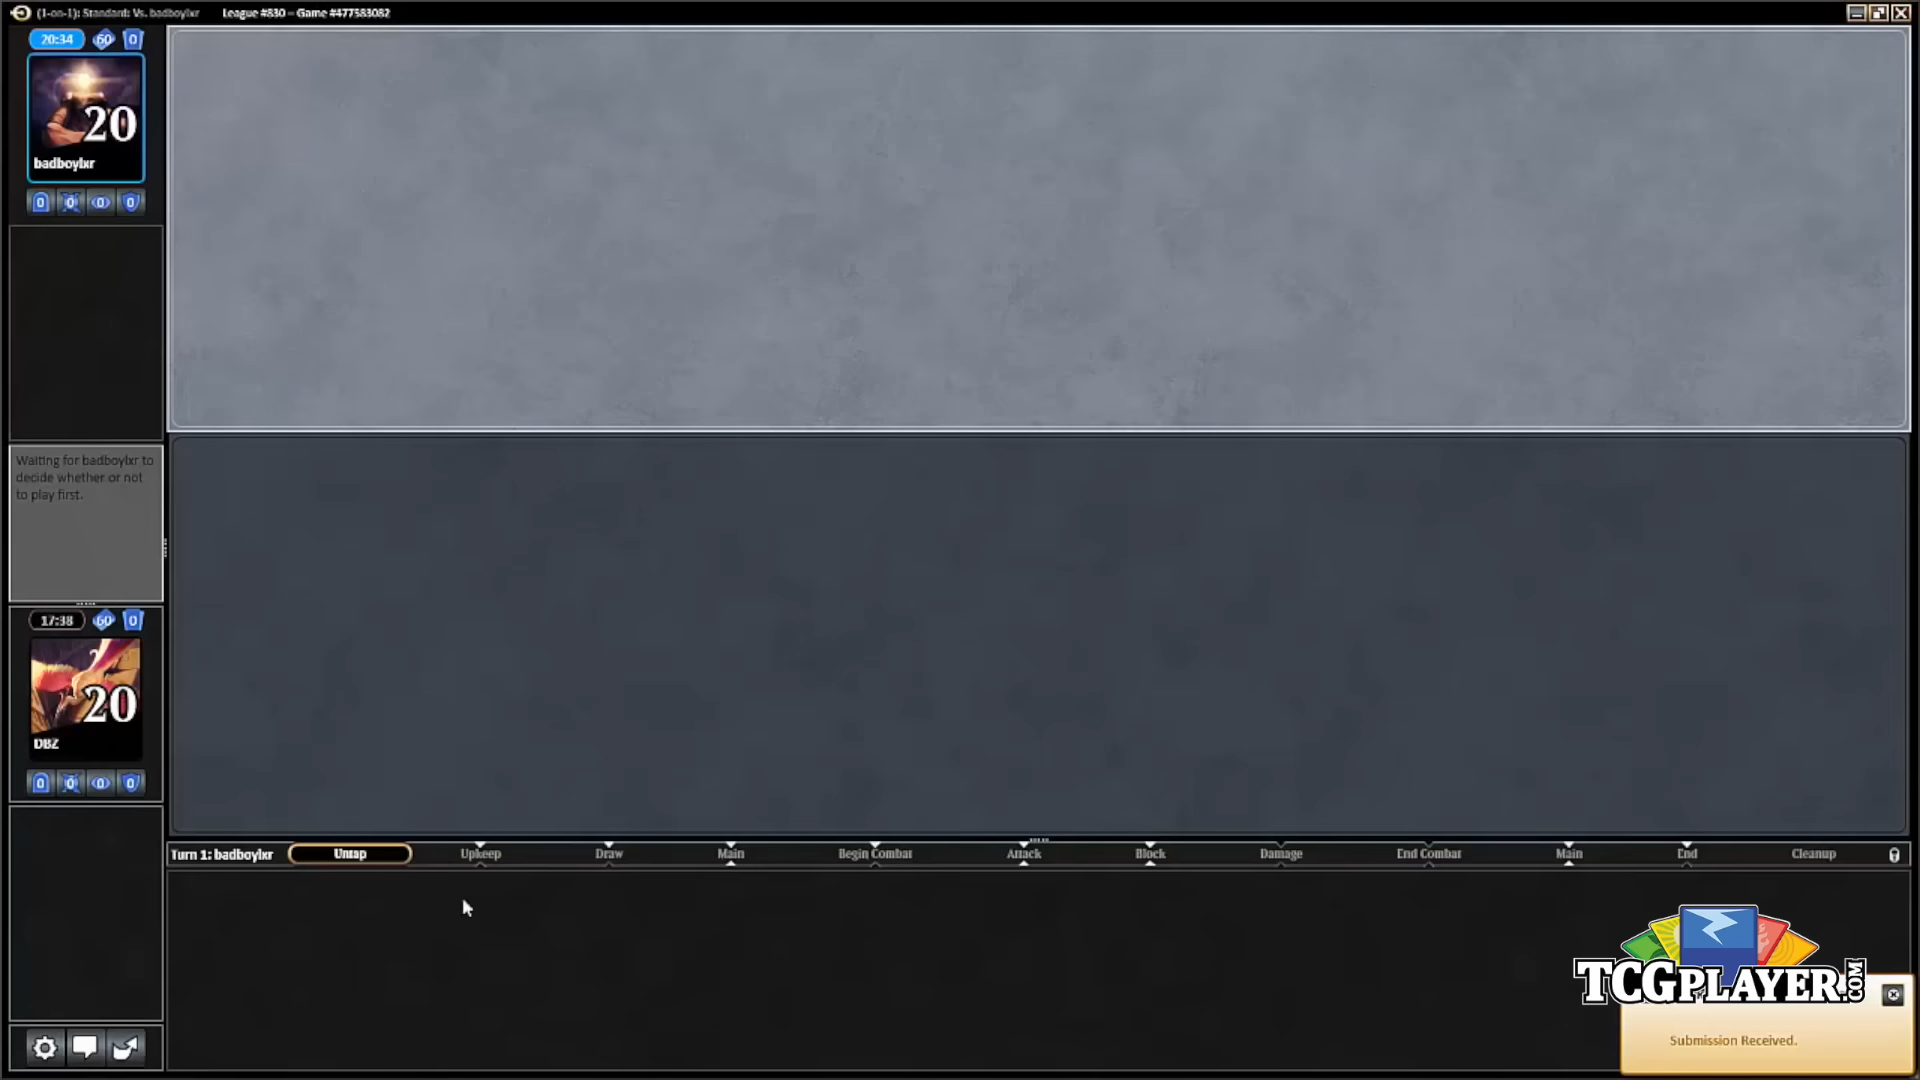 (1-on-1): Standard: Vs. badboylxr League #830 – Game #477583082
20:34 60 0
20
badboylxr
0 0 0 0
Waiting for badboylxr to
decide whether or not
to play first.
17:38 60 0
20
DBZ
0 0 0 0
Turn 1: badboylxr Untap Upkeep Draw Main Begin Combat Attack Block Damage End Combat Main End Cleanup
TCGPLAYER.COM
Submission Received.